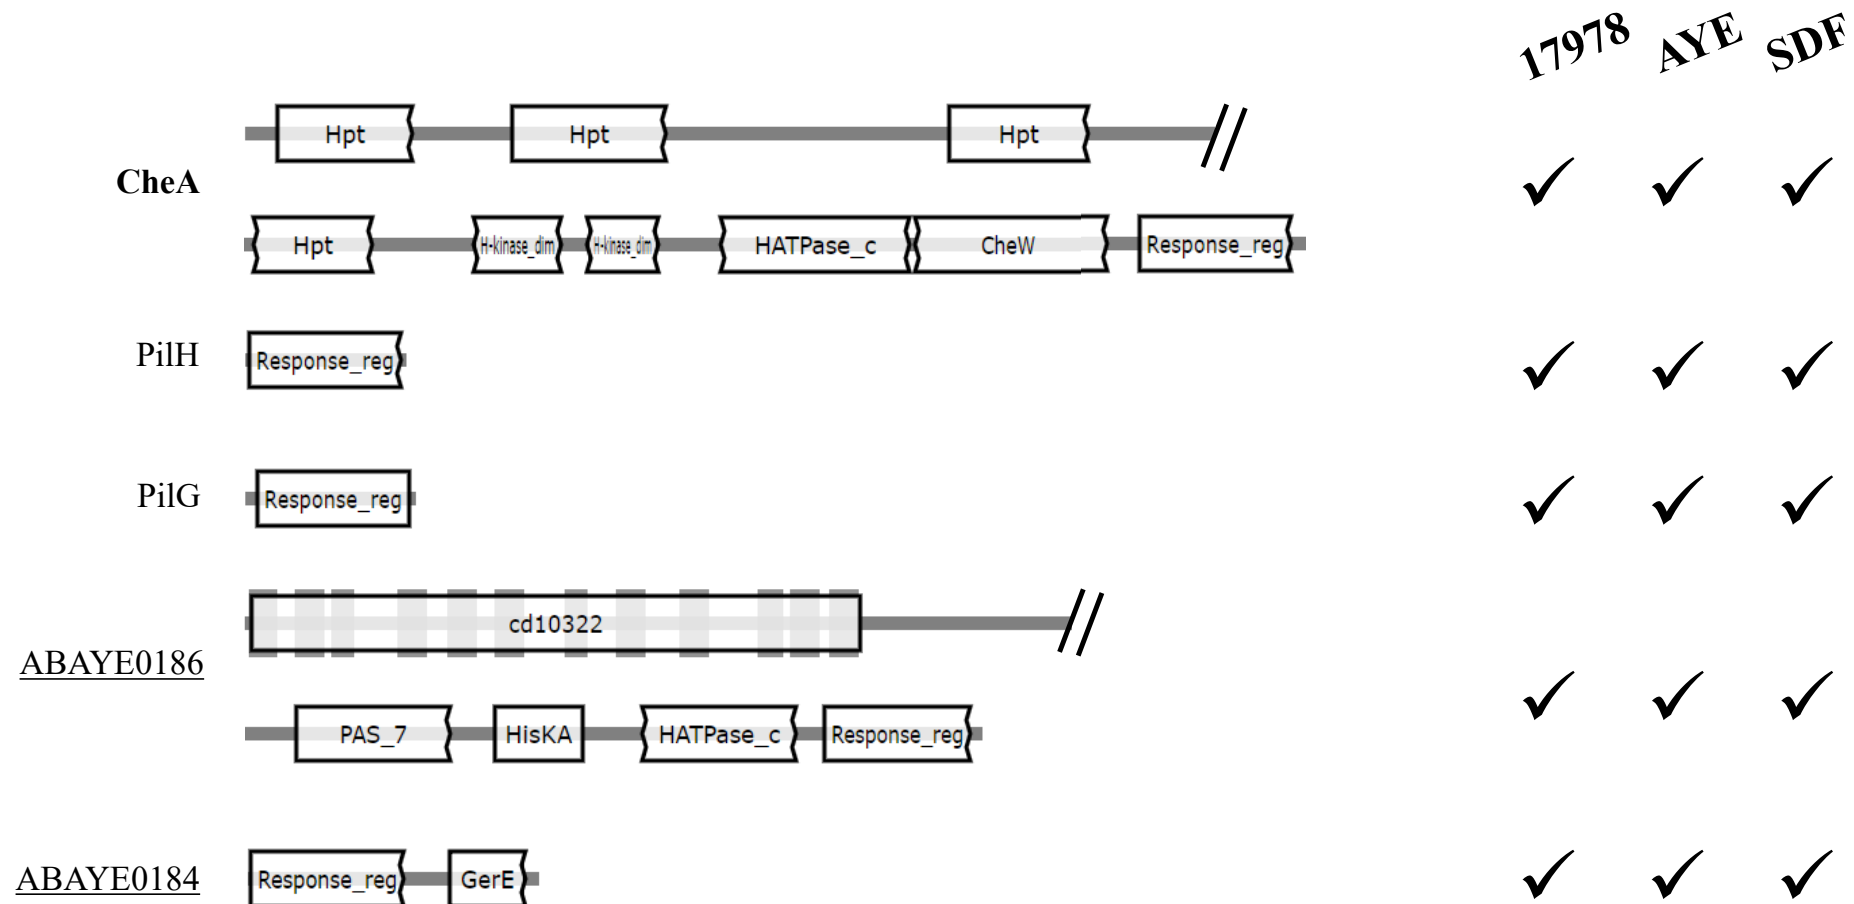 17978 AYE SDF
Hpt Hpt Hpt
CheA
Hpt H-kinase_dim H-kinase_dim HATPase_c CheW Response_reg
PilH Response_reg
PilG Response_reg
cd10322
ABAYE0186
PAS_7 HisKA HATPase_c Response_reg
ABAYE0184 Response_reg GerE